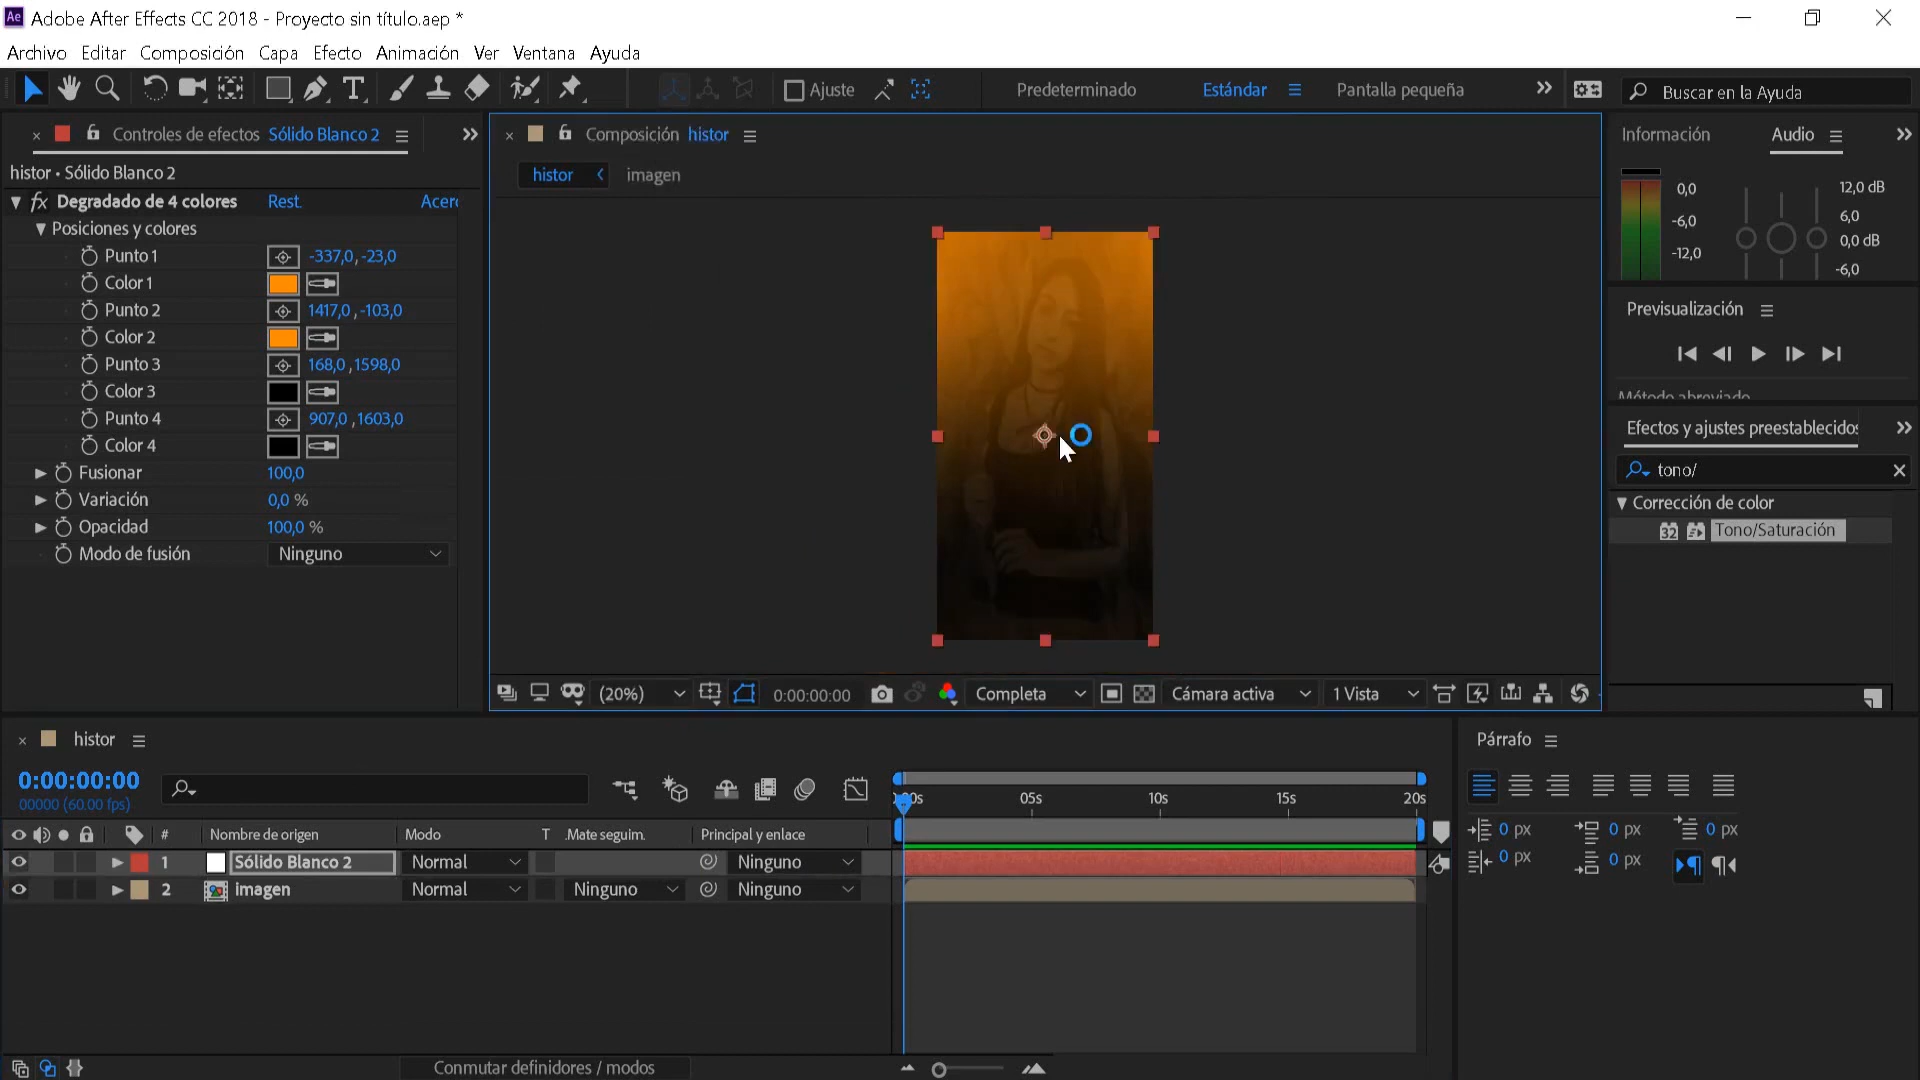 Ae Adobe After Effects CC 2018 - Proyecto sin título.aep *
Archivo Editar Composición Capa Efecto Animación Ver Ventana Ayuda
Ajuste Predeterminado Estándar Pantalla pequeña Buscar en la Ayuda
Controles de efectos Sólido Blanco 2
Composición histor
Información Audio
histor • Sólido Blanco 2
histor imagen
fx Degradado de 4 colores Rest. Acer
Posiciones y colores
Punto 1 -337,0 ,-23,0
Color 1
Punto 2 1417,0 ,-103,0
Color 2
Punto 3 168,0 ,1598,0
Color 3
Punto 4 907,0 ,1603,0
Color 4
Fusionar 100,0
Variación 0,0 %
Opacidad 100,0 %
Modo de fusión Ninguno
0,0
-6,0
-12,0
12,0 dB
6,0
0,0 dB
-6,0
Previsualización
Método abreviado
Efectos y ajustes preestablecidos
tono/
Corrección de color
32 Tono/Saturación
(20%) 0:00:00:00 Completa Cámara activa 1 Vista
histor
0:00:00:00
00000 (60.00 fps)
:00s 05s 10s 15s 20s
# Nombre de origen Modo T .Mate seguim. Principal y enlace
1 Sólido Blanco 2 Normal Ninguno
2 imagen Normal Ninguno Ninguno
Conmutar definidores / modos
Párrafo
0 px 0 px 0 px
0 px 0 px